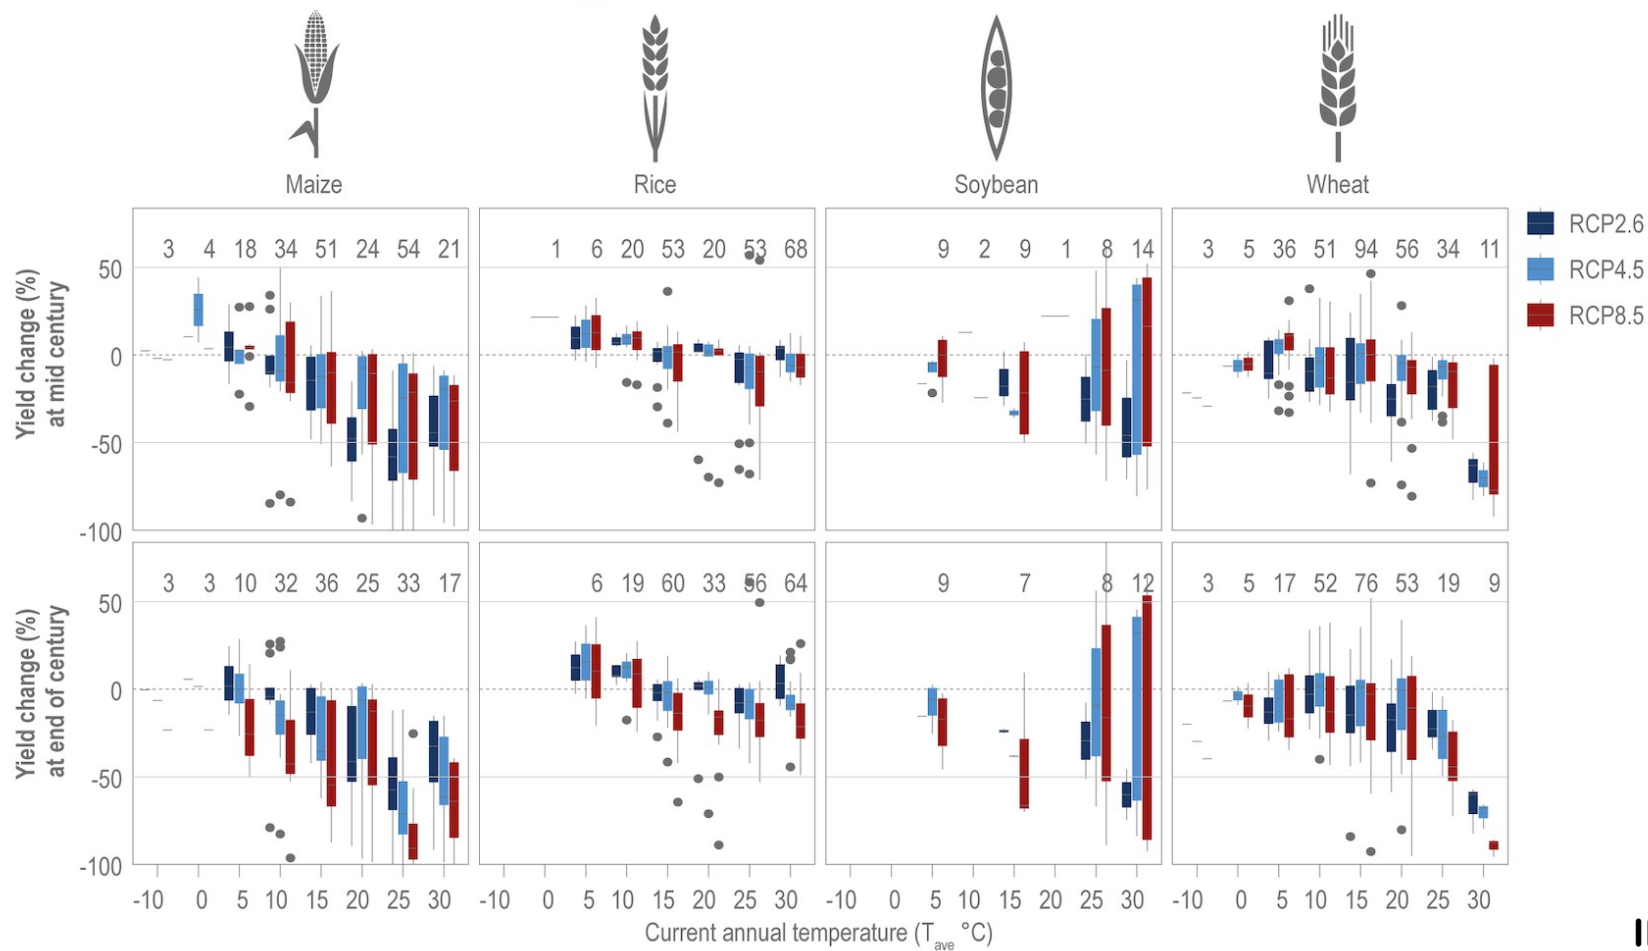 Maize Rice Soybean Wheat
RCP2.6
RCP4.5
RCP8.5
Yield change (%)
at mid century
50
0
-50
-100
3 4 18 34 51 24 54 21
1 6 20 53 20 53 68
9 2 9 1 8 14
3 5 36 51 94 56 34 11
Yield change (%)
at end of century
50
0
-50
-100
3 3 10 32 36 25 33 17
6 19 60 33 56 64
9 7 8 12
3 5 17 52 76 53 19 9
-10 0 5 10 15 20 25 30
-10 0 5 10 15 20 25 30
-10 0 5 10 15 20 25 30
-10 0 5 10 15 20 25 30
Current annual temperature (Tave °C)